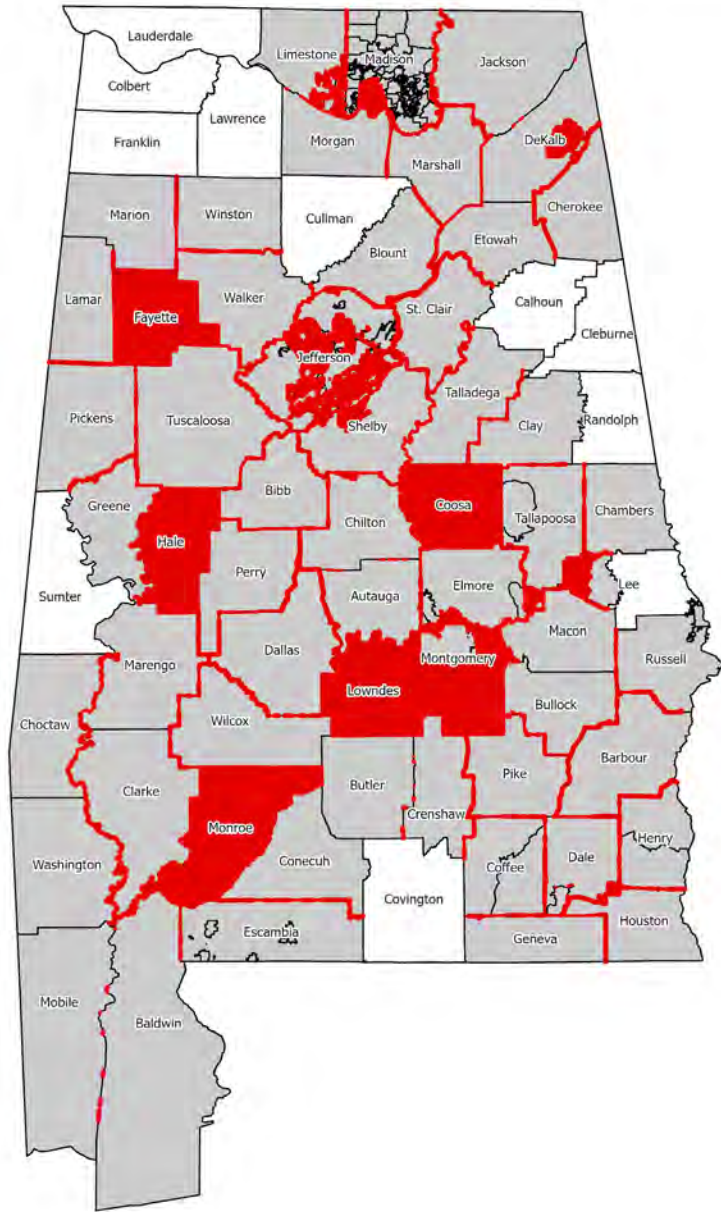 Lauderdale
Limestone
Madison
Jackson
Colbert
Lawrence
Franklin
Morgan
DeKalb
Marshall
Marion
Winston
Cullman
Cherokee
Blount
Etowah
Lamar
Fayette
Walker
St. Clair
Calhoun
Cleburne
Jefferson
Talladega
Pickens
Tuscaloosa
Shelby
Clay
Randolph
Greene
Bibb
Chilton
Coosa
Tallapoosa
Chambers
Hale
Perry
Elmore
Lee
Sumter
Autauga
Macon
Dallas
Montgomery
Russell
Marengo
Lowndes
Bullock
Choctaw
Wilcox
Barbour
Clarke
Butler
Pike
Crenshaw
Monroe
Henry
Washington
Conecuh
Coffee
Dale
Covington
Houston
Escambia
Geneva
Mobile
Baldwin